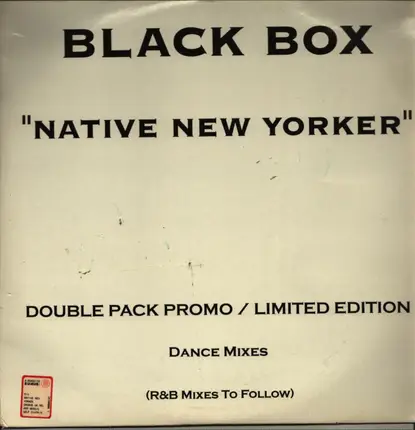 BLACK BOX
"NATIVE NEW YORKER"
DOUBLE PACK PROMO / LIMITED EDITION
DANCE MIXES
(R&B MIXES TO FOLLOW)